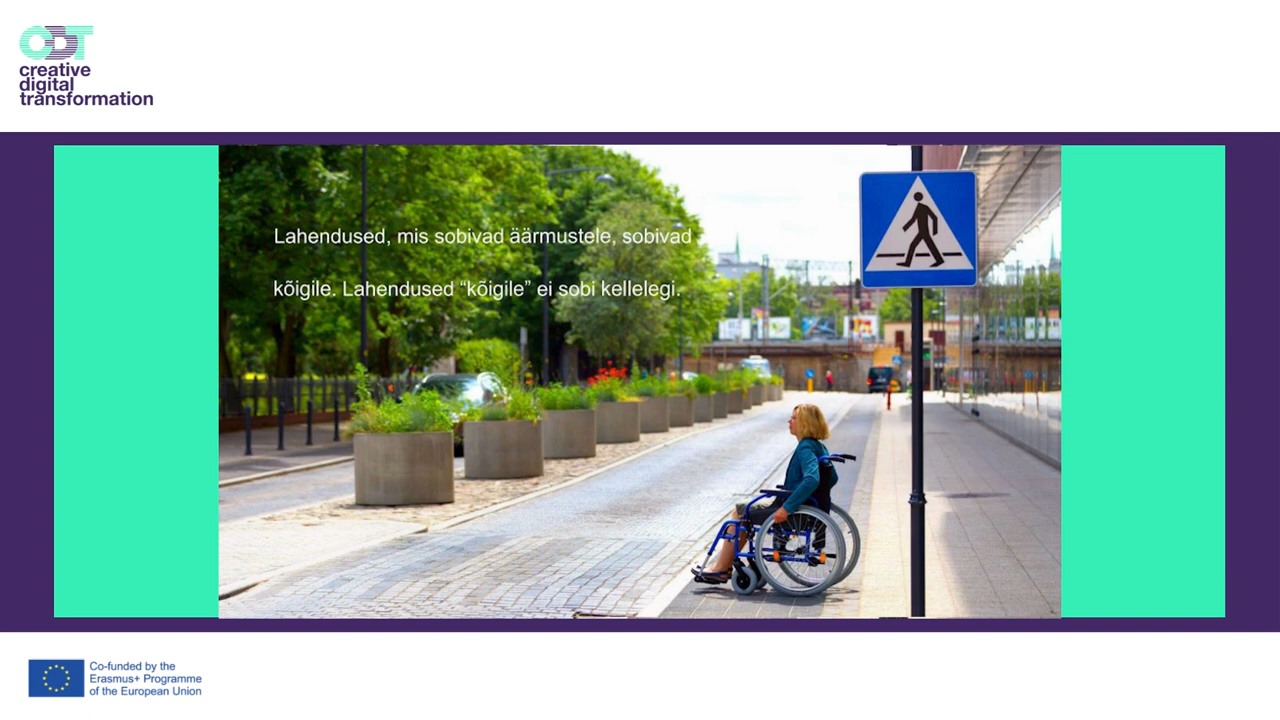 CDT
creative
digital
transformation
Lahendused, mis sobivad äärmustele, sobivad
kõigile. Lahendused “kõigile” ei sobi kellelegi.
Co-funded by the
Erasmus+ Programme
of the European Union